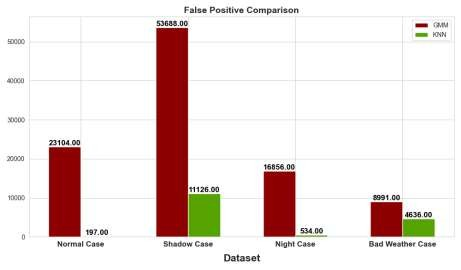 False Positive Comparison
53688.00
GMM
KNN
50000
40000
30000
23104.00
20000
16856.00
11126.00
10000
8991.00
4636.00
197.00
534.00
0
Normal Case
Shadow Case
Night Case
Bad Weather Case
Dataset